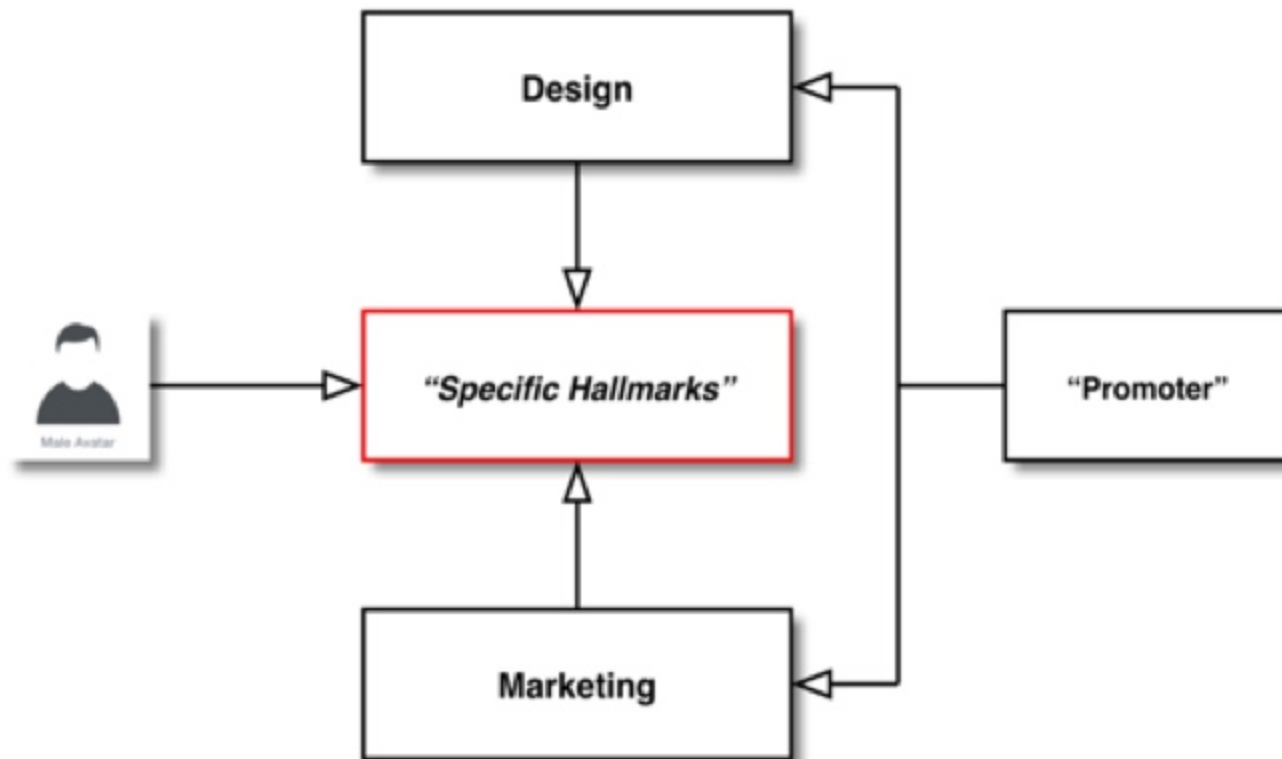 Design
Male Avatar
“Specific Hallmarks”
“Promoter”
Marketing